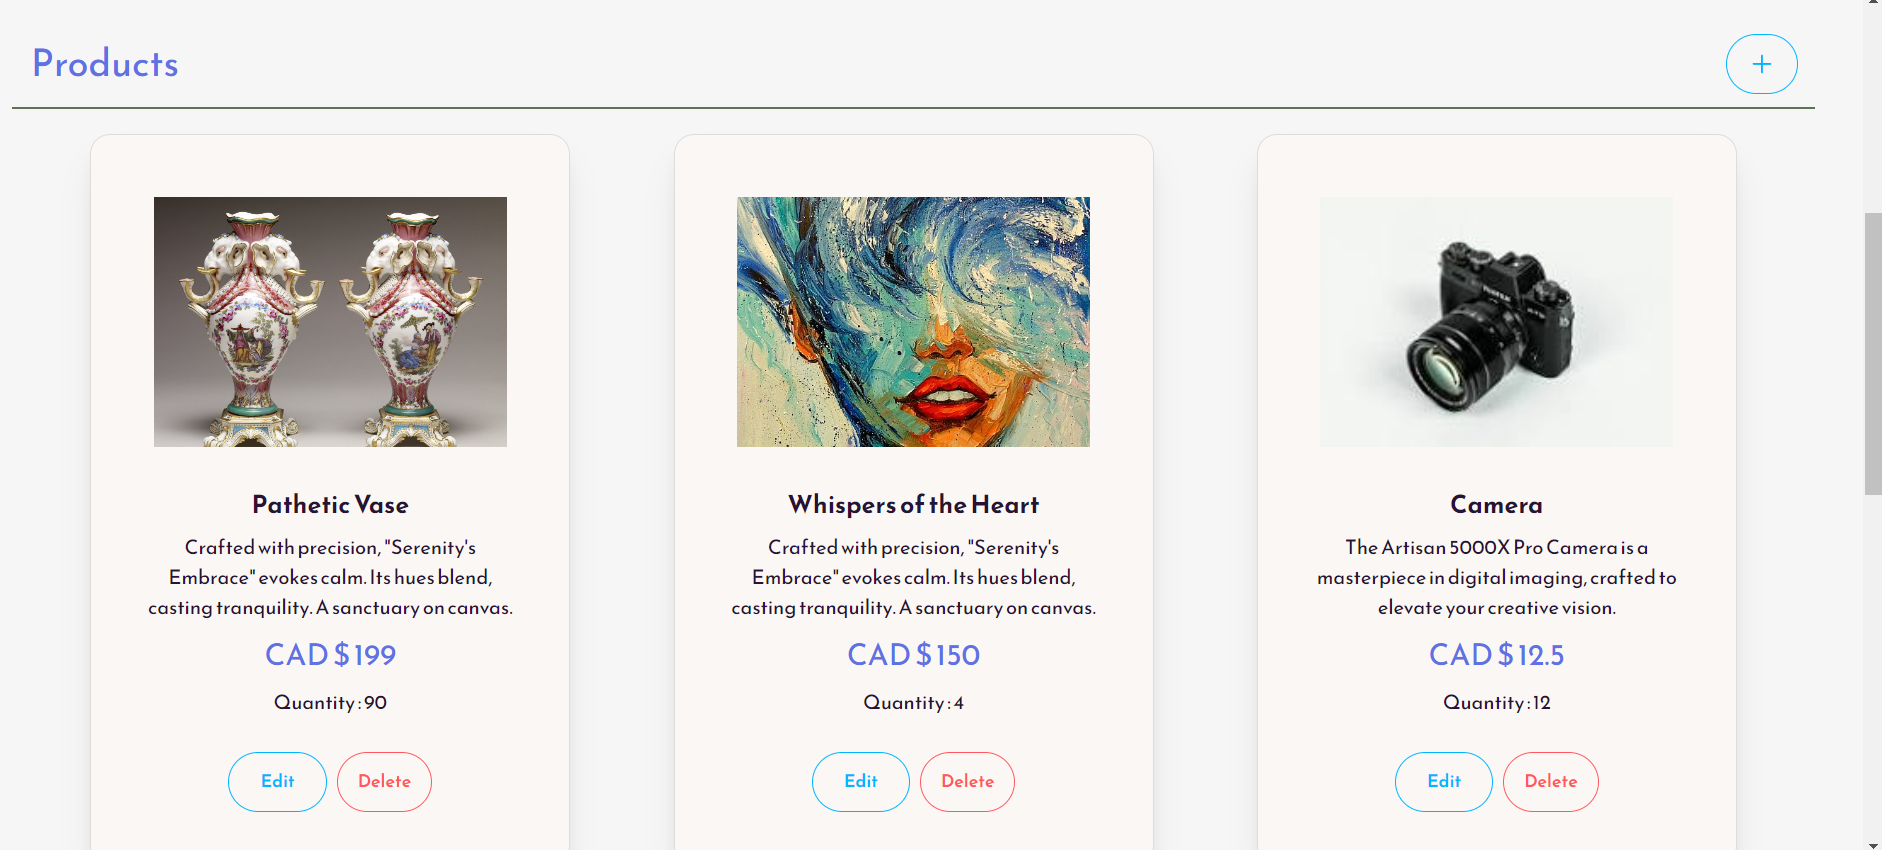 Products
+
Pathetic Vase
Crafted with precision, "Serenity's
Embrace" evokes calm. Its hues blend,
casting tranquility. A sanctuary on canvas.
CAD $199
Quantity : 90
Edit
Delete
Whispers of the Heart
Crafted with precision, "Serenity's
Embrace" evokes calm. Its hues blend,
casting tranquility. A sanctuary on canvas.
CAD $150
Quantity : 4
Edit
Delete
Camera
The Artisan 5000X Pro Camera is a
masterpiece in digital imaging, crafted to
elevate your creative vision.
CAD $12.5
Quantity : 12
Edit
Delete